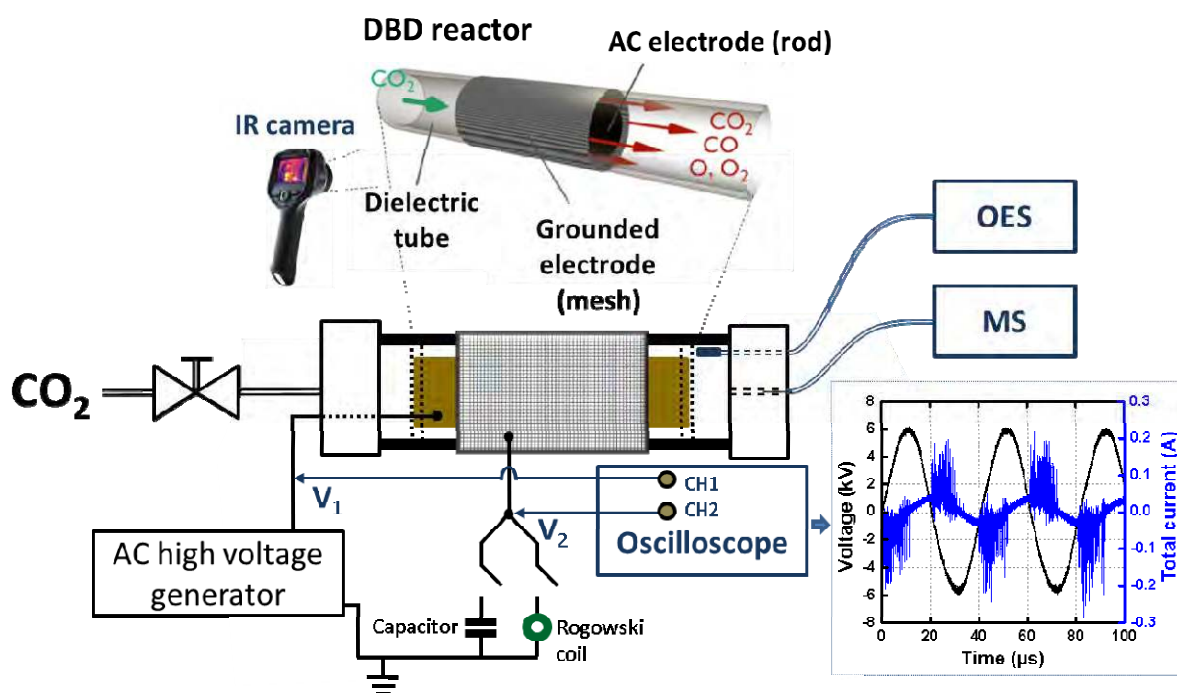 DBD reactor
AC electrode (rod)
CO₂
IR camera
CO₂
CO
O, O₂
Dielectric
tube
Grounded
electrode
(mesh)
OES
MS
CO₂
V₁
CH1
CH2
V₂
Oscilloscope
AC high voltage
generator
Capacitor
Rogowski
coil
Voltage (kV)
8
6
4
2
0
-2
-4
-6
-8
0 20 40 60 80 100
Time (µs)
0.3
0.2
0.1
0.0
-0.1
-0.2
-0.3
Total current (A)